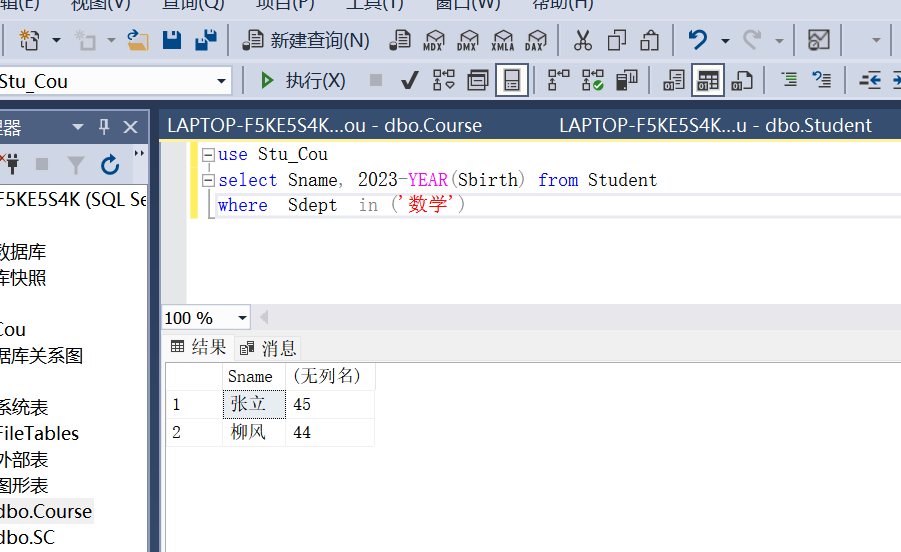 辑(E) 视图(V) 查询(Q) 项目(P) 工具(T) 窗口(W) 帮助(H)
新建查询(N) MDX DMX XMLA DAX
Stu_Cou 执行(X)
理器
LAPTOP-F5KE5S4K...ou - dbo.Course LAPTOP-F5KE5S4K...u - dbo.Student
use Stu_Cou
select Sname, 2023-YEAR(Sbirth) from Student
where Sdept in ('数学')
F5KE5S4K (SQL Se
数据库
库快照
Cou
据库关系图
系统表
FileTables
外部表
图形表
dbo.Course
dbo.SC
100 %
结果 消息
Sname (无列名)
1 张立 45
2 柳风 44